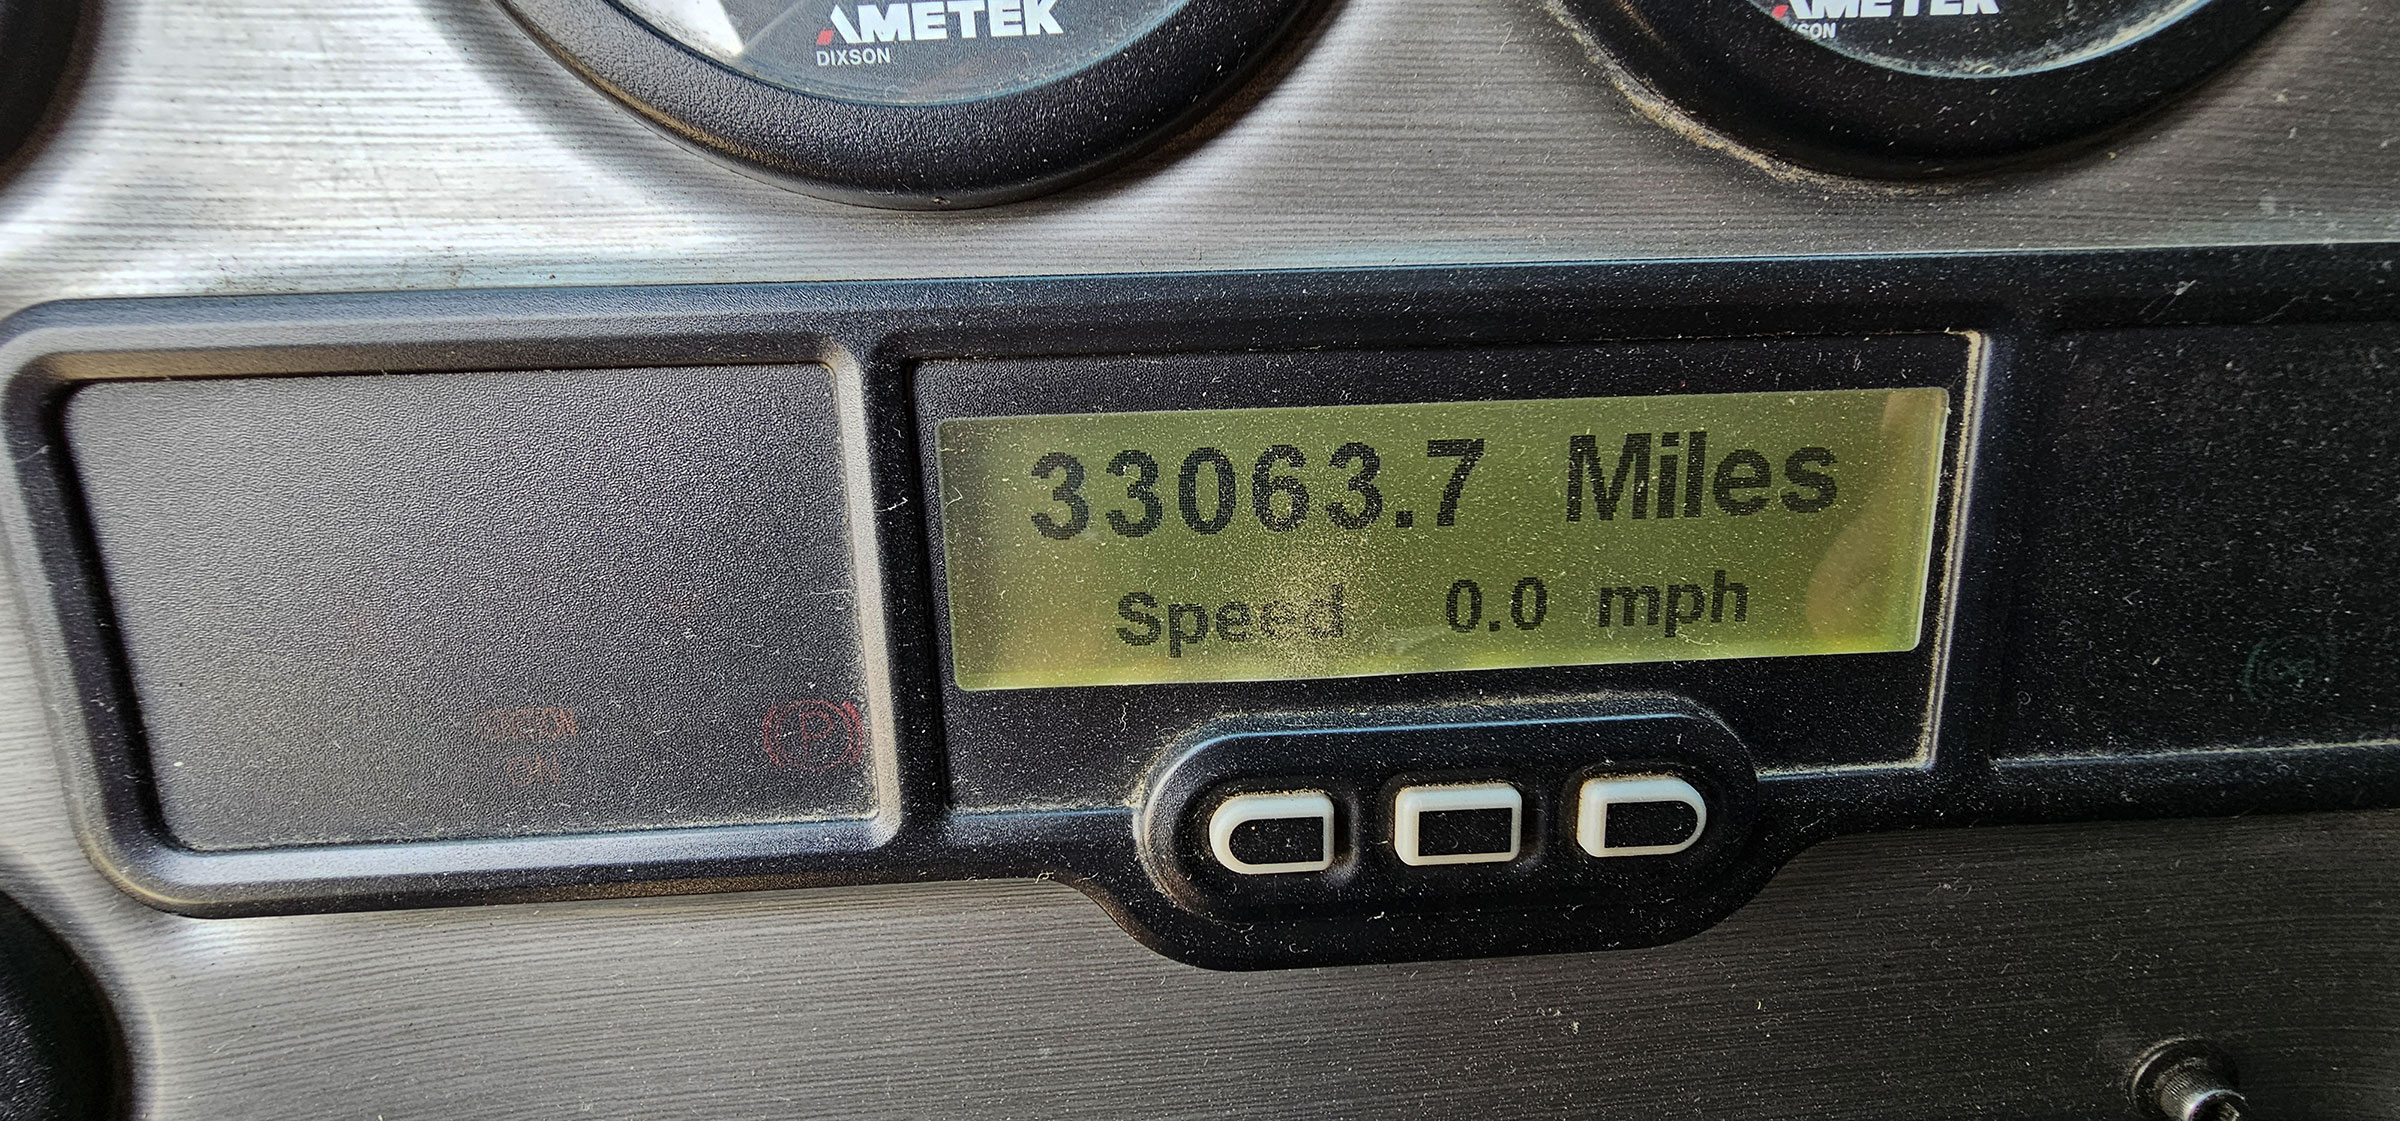 AMETEK
DIXSON
AMETEK
33063.7 Miles
Speed 0.0 mph
P